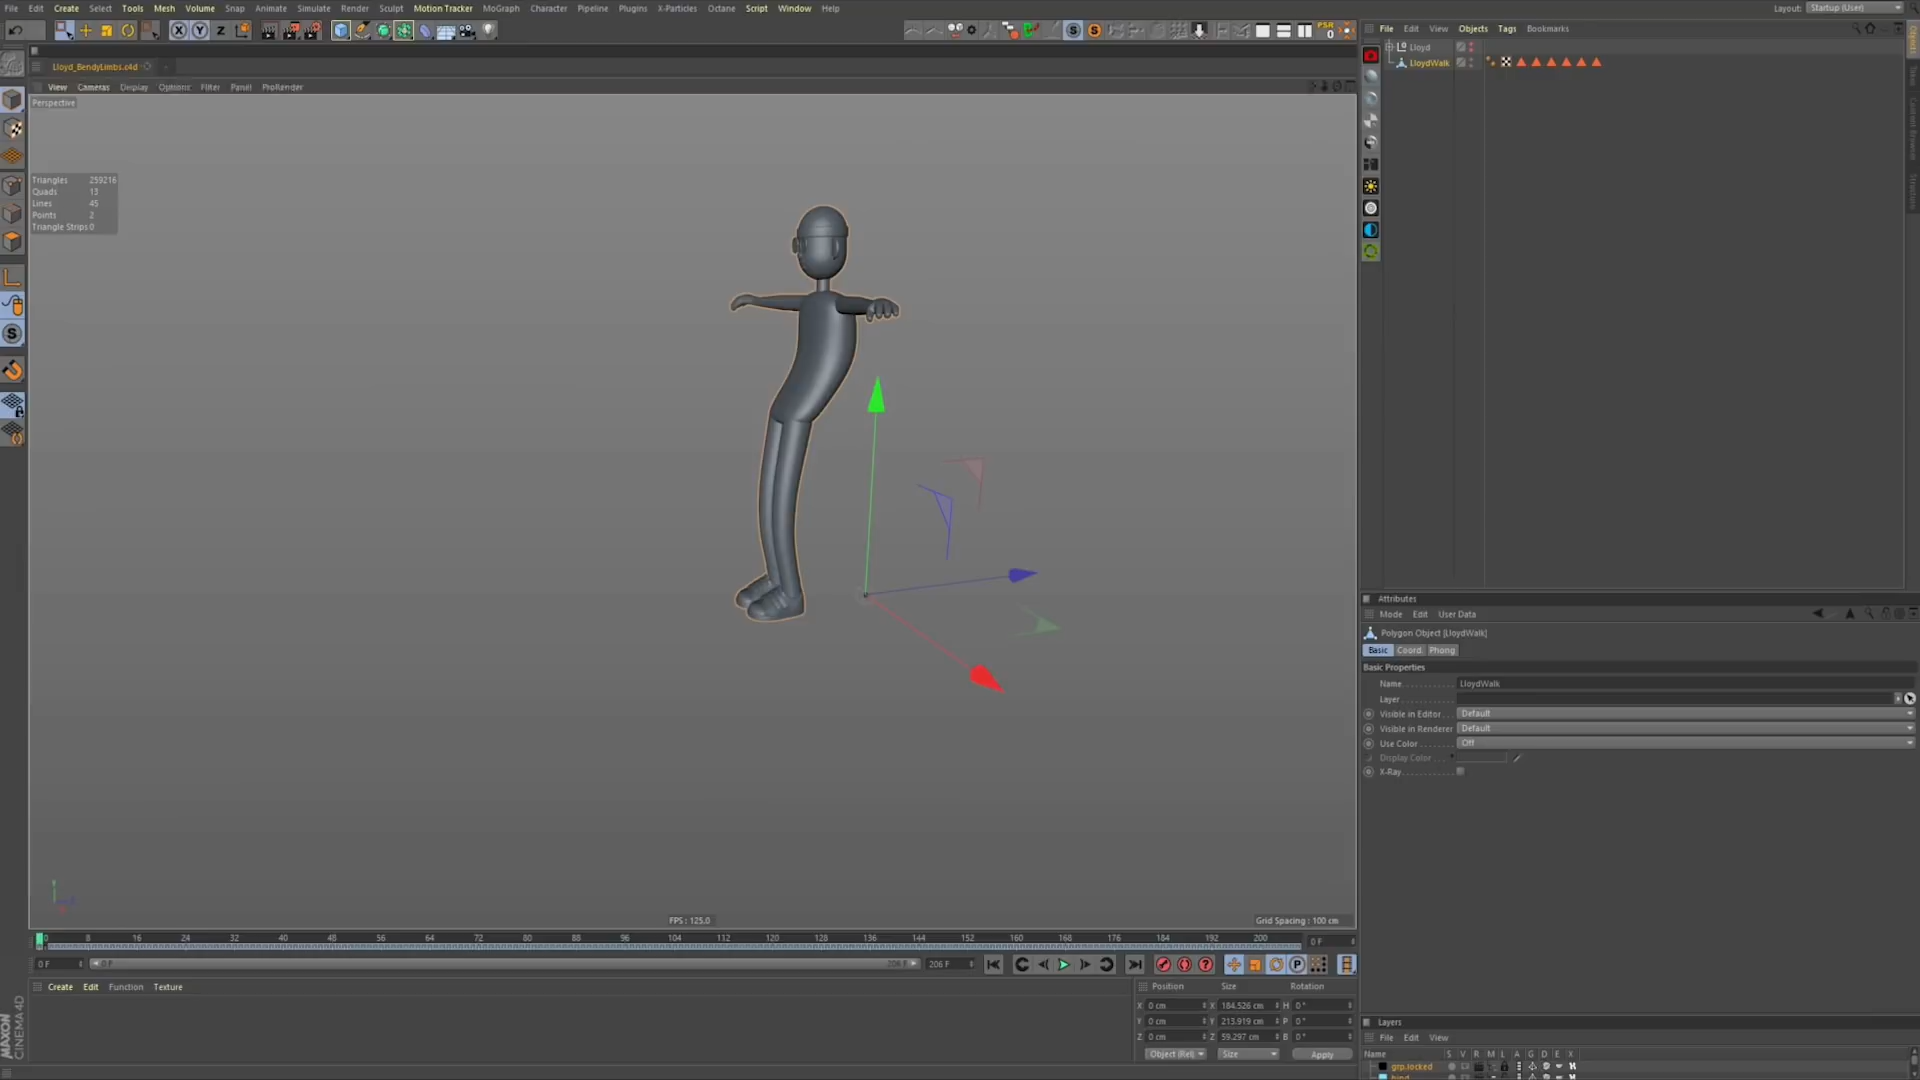 File Edit Create Select Tools Mesh Volume Snap Animate Simulate Render Sculpt Motion Tracker MoGraph Character Pipeline Plugins X-Particles Octane Script Window Help
Layout: Startup (User)
File Edit View Objects Tags Bookmarks
Lloyd
LloydWalk
Lloyd_BendyLimbs.c4d
View Cameras Display Options Filter Panel ProRender
Perspective
Triangles 259216
Quads 13
Lines 45
Points 2
Triangle Strips 0
Objects
Content Browser
Structure
Attributes
Mode Edit User Data
Polygon Object [LloydWalk]
Basic Coord. Phong
Basic Properties
Name LloydWalk
Layer
Visible in Editor Default
Visible in Renderer Default
Use Color Off
Display Color
X-Ray
FPS : 125.0
Grid Spacing : 100 cm
0 8 16 24 32 40 48 56 64 72 80 88 96 104 112 120 128 136 144 152 160 168 176 184 192 200
0 F
0 F 0 F 206 F 206 F
Create Edit Function Texture
Position Size Rotation
X 0 cm X 184.526 cm H 0 °
Y 0 cm Y 213.919 cm P 0 °
Z 0 cm Z 59.297 cm B 0 °
Object (Rel) Size Apply
MAXON
CINEMA 4D
Layers
File Edit View
Name S V R M L A G D E X
grp.locked